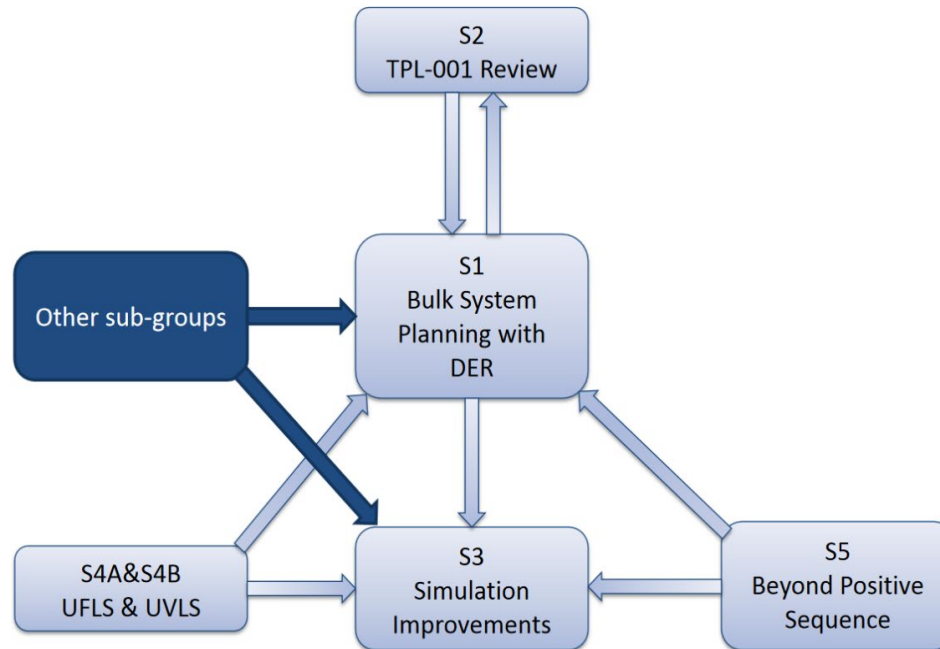 S2
TPL-001 Review
S1
Bulk System
Planning with
DER
Other sub-groups
S4A&S4B
UFLS & UVLS
S3
Simulation
Improvements
S5
Beyond Positive
Sequence